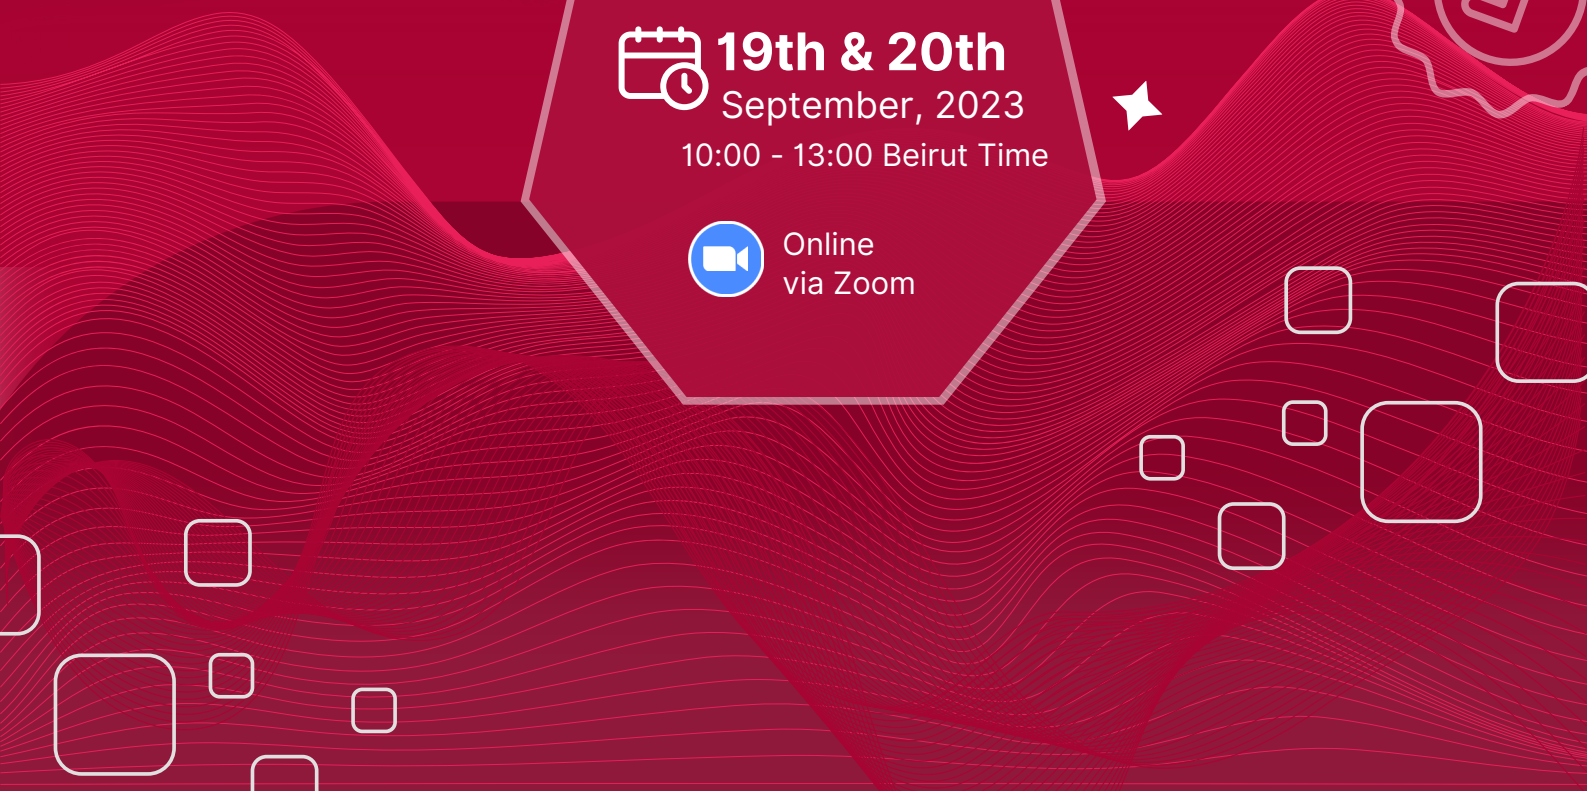 19th & 20th
September, 2023
10:00 - 13:00 Beirut Time
Online
via Zoom